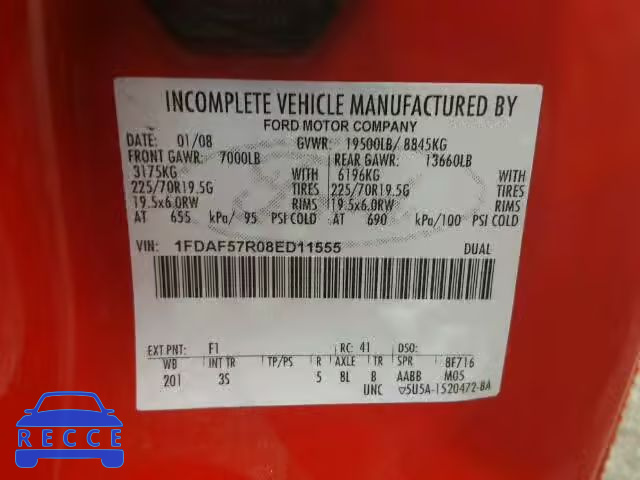 INCOMPLETE VEHICLE MANUFACTURED BY
FORD MOTOR COMPANY
DATE: 01/08 GVWR: 19500LB/ 8845KG
FRONT GAWR: 7000LB REAR GAWR: 13660LB
3175KG WITH 6196KG WITH
225/70R19.5G TIRES 225/70R19.5G TIRES
19.5x6.0RW RIMS 19.5x6.0RW RIMS
AT 655 kPa/ 95 PSI COLD AT 690 kPa/100 PSI COLD
VIN: 1FDAF57R08ED11555 DUAL
EXT PNT: F1 RC: 41 DSO:
WB INT TR TP/PS R AXLE TR SPR 8F716
201 3S 5 8L B AABB M05
UNC 5U5A-1520472-BA